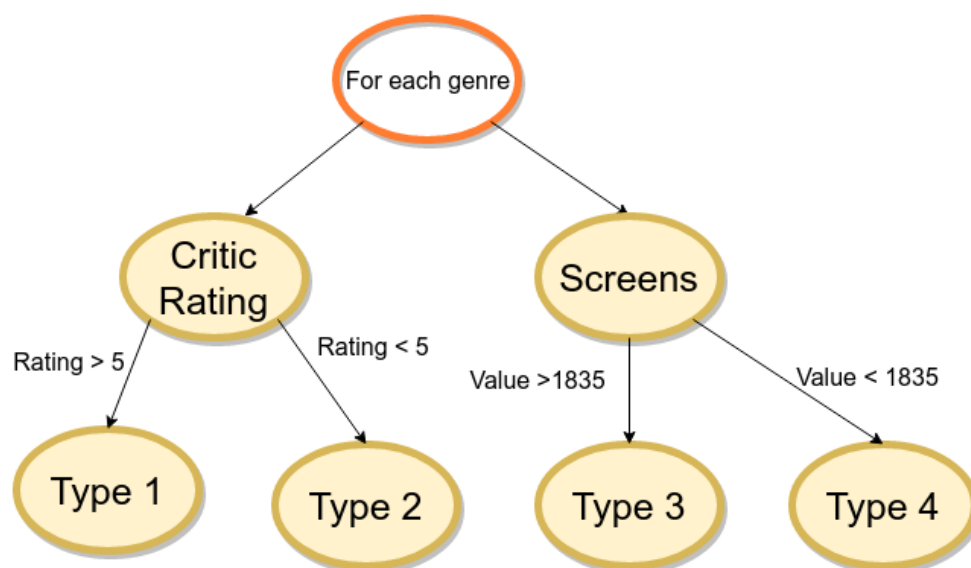 For each genre
Critic
Rating
Screens
Rating > 5
Rating < 5
Value >1835
Value < 1835
Type 1
Type 2
Type 3
Type 4